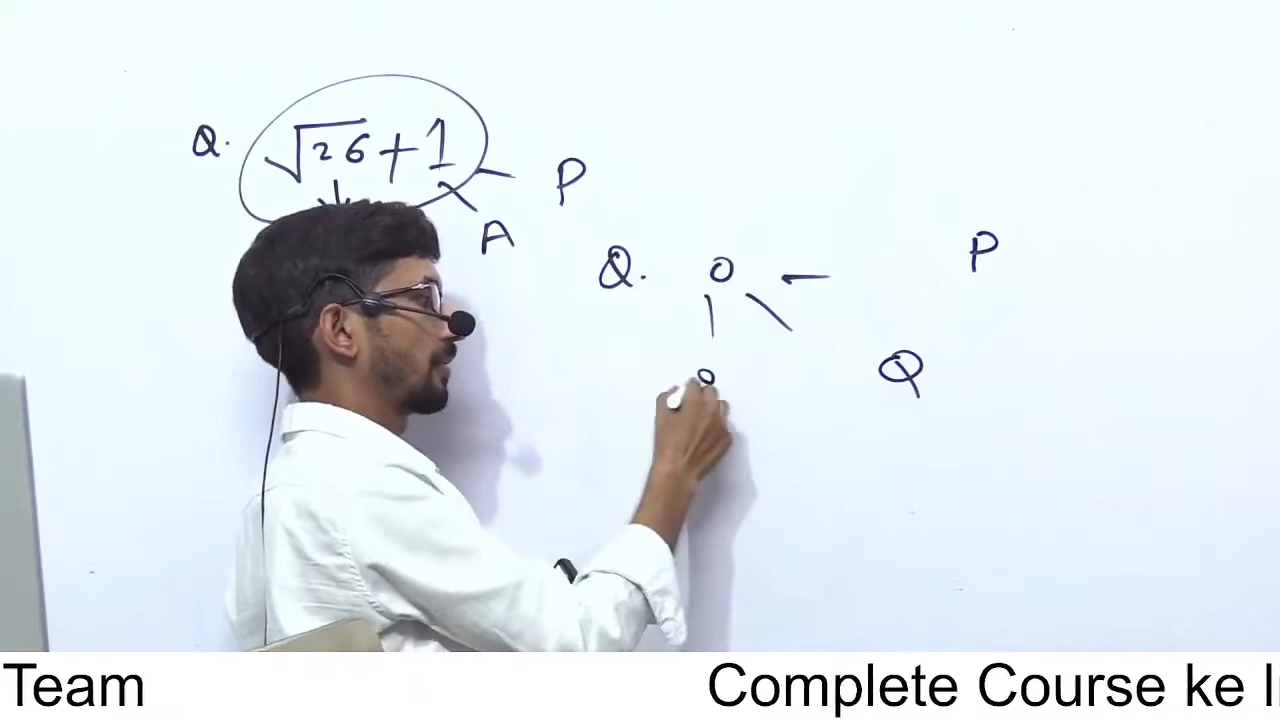 Q. √26 + 1
P
A
Q. 0
P
Q
0
Team
Complete Course ke